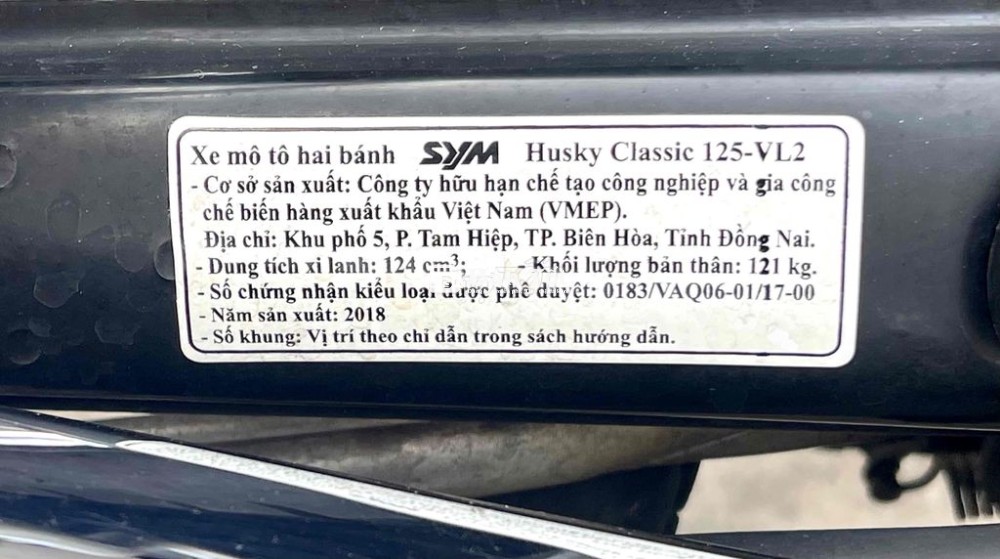 Xe mô tô hai bánh SYM Husky Classic 125-VL2
- Cơ sở sản xuất: Công ty hữu hạn chế tạo công nghiệp và gia công
chế biến hàng xuất khẩu Việt Nam (VMEP).
Địa chỉ: Khu phố 5, P. Tam Hiệp, TP. Biên Hòa, Tỉnh Đồng Nai.
- Dung tích xi lanh: 124 cm³; - Khối lượng bản thân: 121 kg.
- Số chứng nhận kiểu loại được phê duyệt: 0183/VAQ06-01/17-00
- Năm sản xuất: 2018
- Số khung: Vị trí theo chỉ dẫn trong sách hướng dẫn.